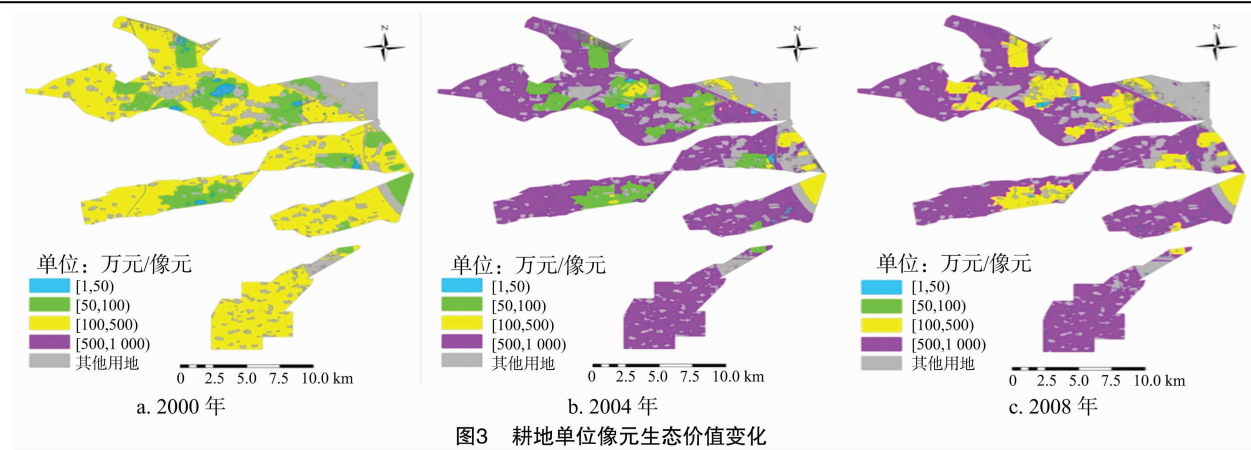 N
N
N
单位：万元/像元
[1,50)
[50,100)
[100,500)
[500,1 000)
其他用地
0 2.5 5.0 7.5 10.0 km
a. 2000 年
单位：万元/像元
[1,50)
[50,100)
[100,500)
[500,1 000)
其他用地
0 2.5 5.0 7.5 10.0 km
b. 2004 年
单位：万元/像元
[1,50)
[50,100)
[100,500)
[500,1 000)
其他用地
0 2.5 5.0 7.5 10.0 km
c. 2008 年
图3 耕地单位像元生态价值变化